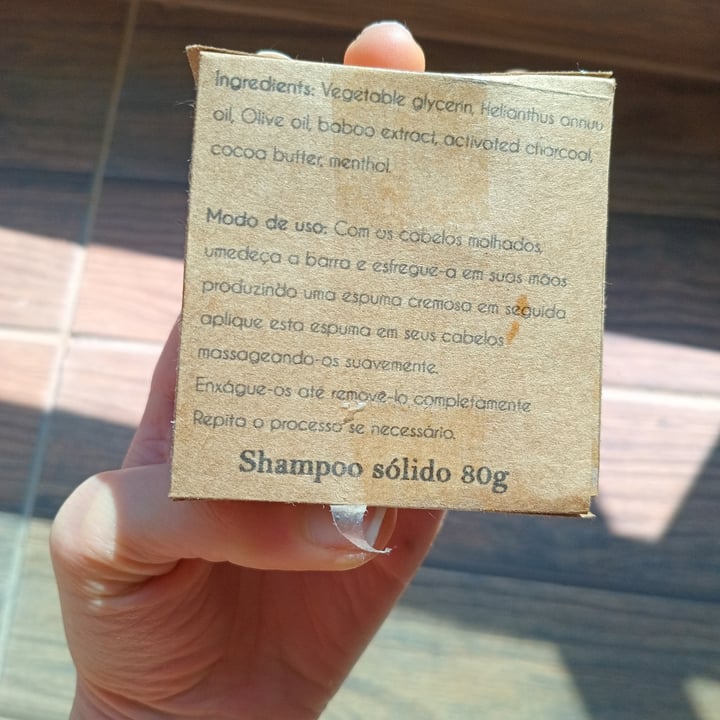 Ingredients: Vegetable glycerin, Helianthus annuu
oil, Olive oil, baboo extract, activated charcoal,
cocoa butter, menthol.
Modo de uso: Com os cabelos molhados,
umedeça a barra e esfregue-a em suas mãos
produzindo uma espuma cremosa em seguida
aplique esta espuma em seus cabelos
massageando-os suavemente.
Enxágue-os até remove-lo completamente
Repita o processo se necessário.
Shampoo sólido 80g